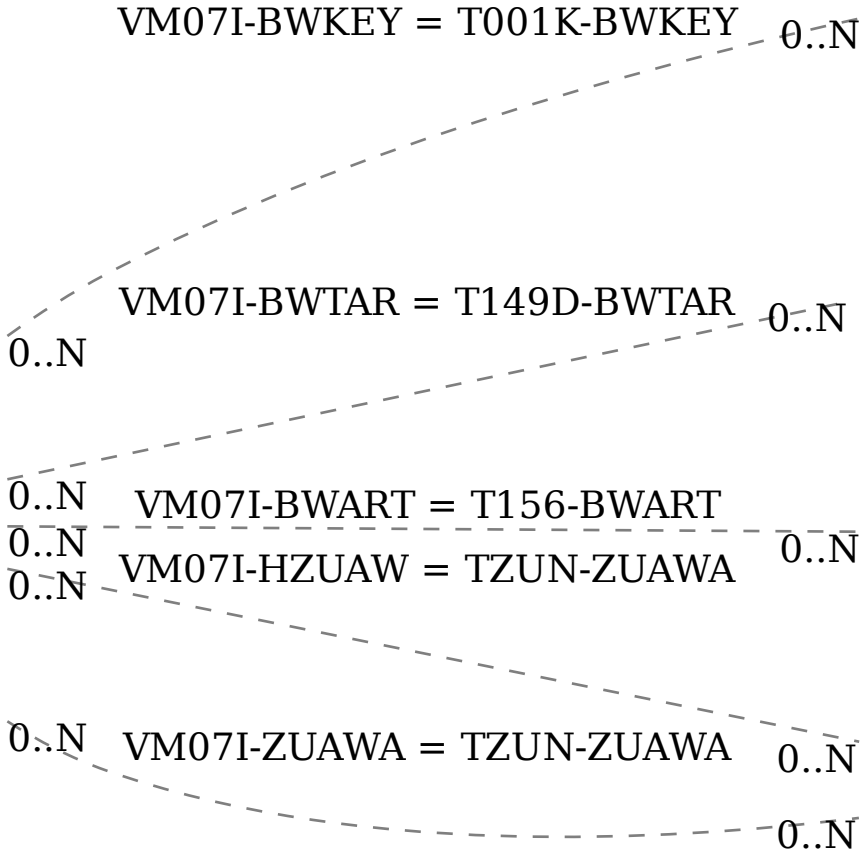 VM07I-BWKEY = T001K-BWKEY
0..N
VM07I-BWTAR = T149D-BWTAR
0..N
0..N
0..N
VM07I-BWART = T156-BWART
0..N
0..N
VM07I-HZUAW = TZUN-ZUAWA
0..N
0..N
VM07I-ZUAWA = TZUN-ZUAWA
0..N
0..N